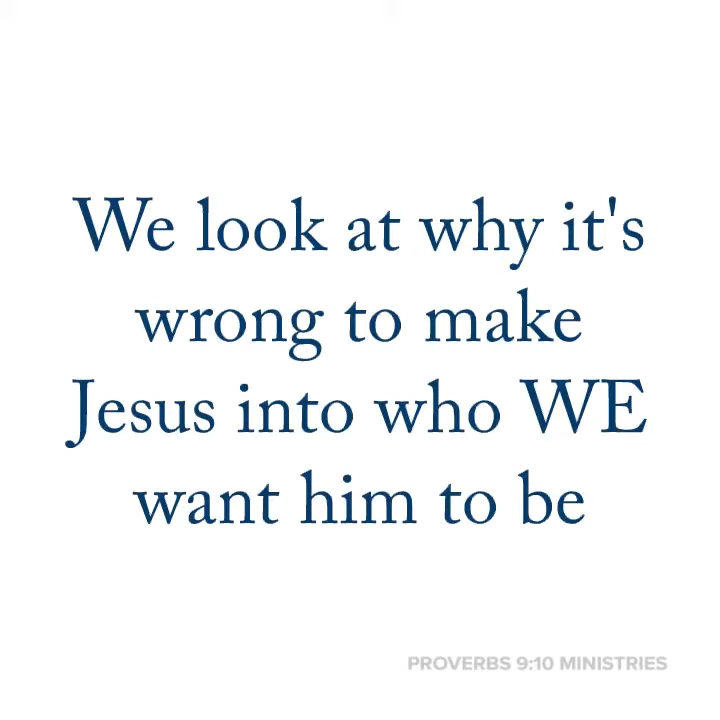 We look at why it's
wrong to make
Jesus into who WE
want him to be
PROVERBS 9:10 MINISTRIES